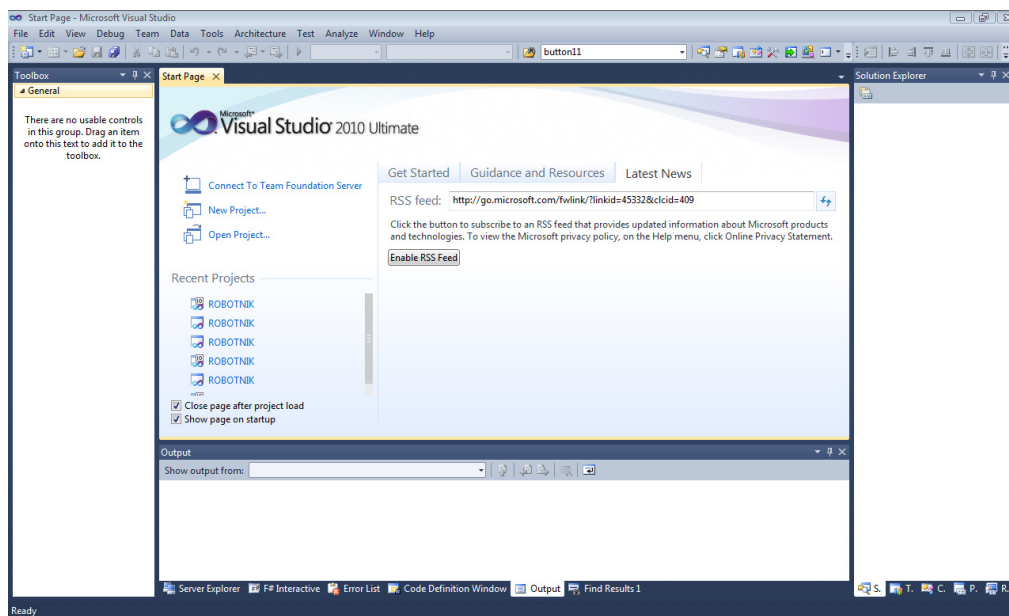 Start Page - Microsoft Visual Studio
File Edit View Debug Team Data Tools Architecture Test Analyze Window Help
button11
Toolbox
General
There are no usable controls
in this group. Drag an item
onto this text to add it to the
toolbox.
Start Page
Microsoft
Visual Studio 2010 Ultimate
Connect To Team Foundation Server
New Project...
Open Project...
Recent Projects
ROBOTNIK
ROBOTNIK
ROBOTNIK
ROBOTNIK
ROBOTNIK
Close page after project load
Show page on startup
Get Started Guidance and Resources Latest News
RSS feed: http://go.microsoft.com/fwlink/?linkid=45332&clcid=409
Click the button to subscribe to an RSS feed that provides updated information about Microsoft products
and technologies. To view the Microsoft privacy policy, on the Help menu, click Online Privacy Statement.
Enable RSS Feed
Solution Explorer
Output
Show output from:
Server Explorer F# Interactive Error List Code Definition Window Output Find Results 1
S. T. C. P. R.
Ready